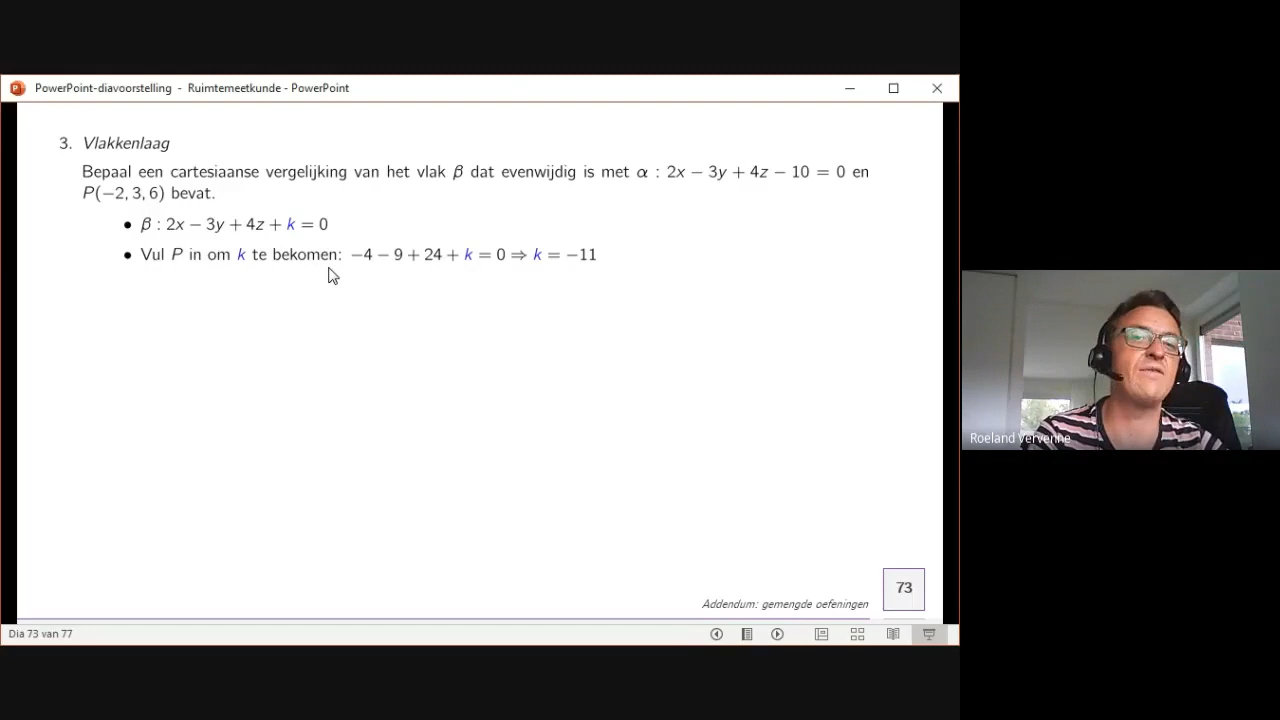 PowerPoint-diavoorstelling - Ruimtemeetkunde - PowerPoint
3. Vlakkenlaag
Bepaal een cartesiaanse vergelijking van het vlak β dat evenwijdig is met α : 2x − 3y + 4z − 10 = 0 en
P(−2, 3, 6) bevat.
• β : 2x − 3y + 4z + k = 0
• Vul P in om k te bekomen: −4 − 9 + 24 + k = 0 ⇒ k = −11
Roeland Vervenne
73
Addendum: gemengde oefeningen
Dia 73 van 77